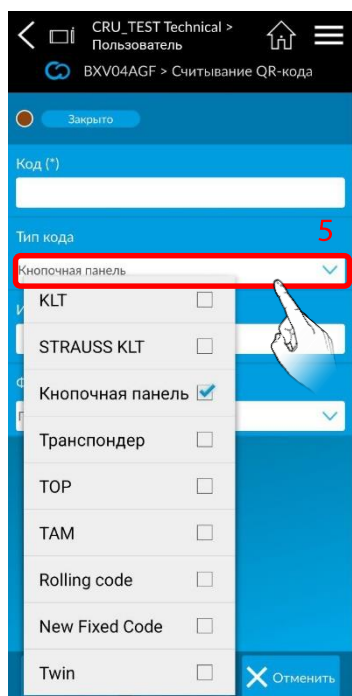 CRU_TEST Technical >
Пользователь
BXV04AGF > Считывание QR-кода
Закрыто
Код (*)
Тип кода
5
Кнопочная панель
KLT
STRAUSS KLT
Кнопочная панель
Транспондер
TOP
TAM
Rolling code
New Fixed Code
Twin
Отменить